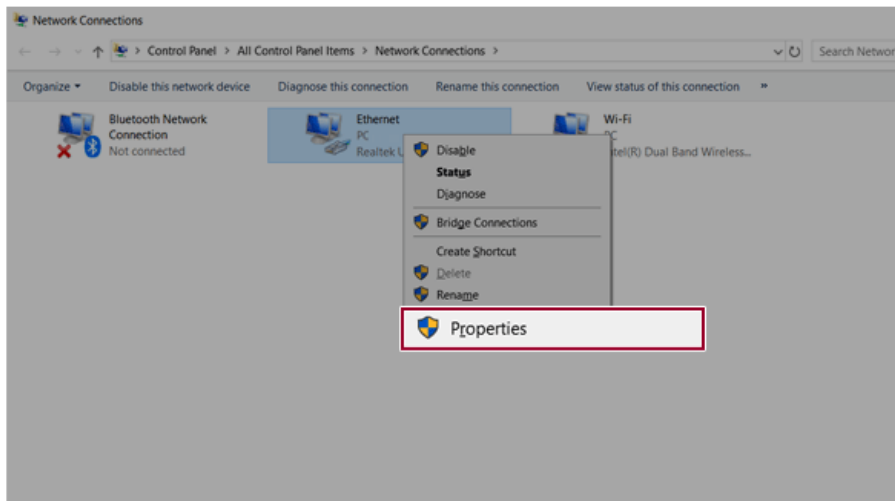 Network Connections
Control Panel > All Control Panel Items > Network Connections >
Search Networ
Organize Disable this network device Diagnose this connection Rename this connection View status of this connection »
Bluetooth Network
Connection
Not connected
Ethernet
PC
Realtek U
Wi-Fi
PC
ntel(R) Dual Band Wireless...
Disable
Status
Diagnose
Bridge Connections
Create Shortcut
Delete
Rename
Properties